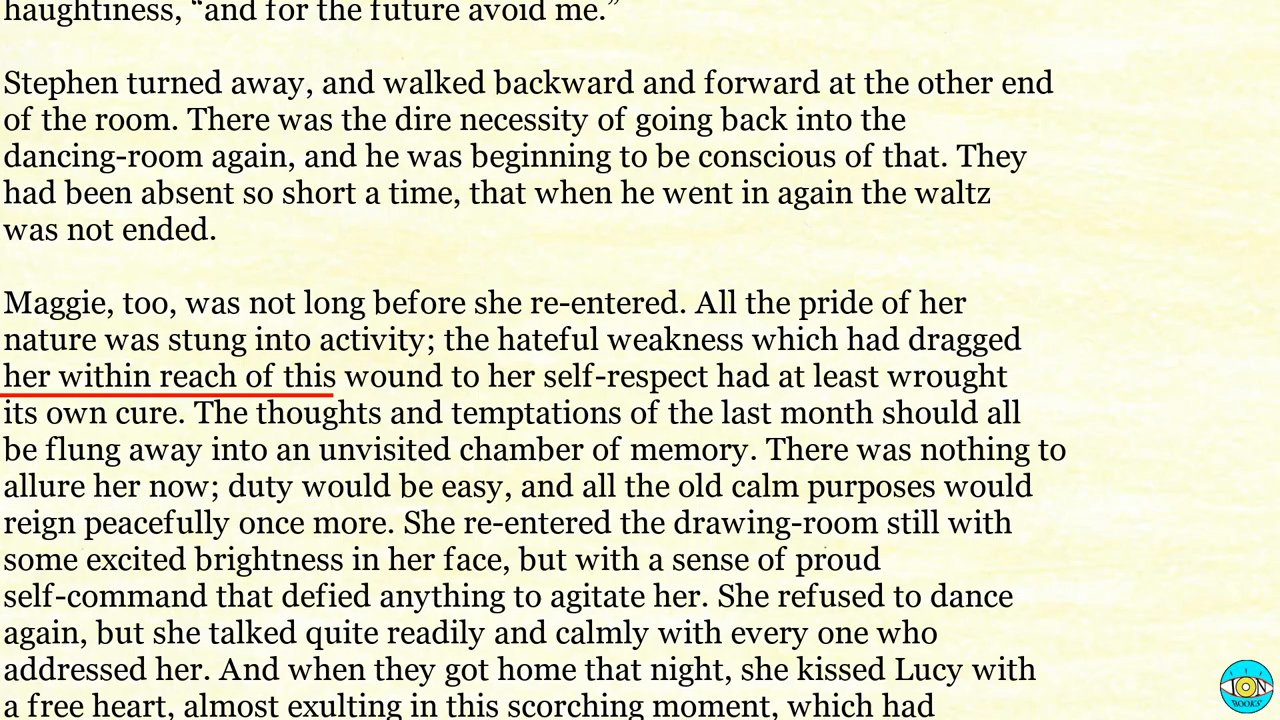 haughtiness, “and for the future avoid me.”
Stephen turned away, and walked backward and forward at the other end
of the room. There was the dire necessity of going back into the
dancing-room again, and he was beginning to be conscious of that. They
had been absent so short a time, that when he went in again the waltz
was not ended.
Maggie, too, was not long before she re-entered. All the pride of her
nature was stung into activity; the hateful weakness which had dragged
her within reach of this wound to her self-respect had at least wrought
its own cure. The thoughts and temptations of the last month should all
be flung away into an unvisited chamber of memory. There was nothing to
allure her now; duty would be easy, and all the old calm purposes would
reign peacefully once more. She re-entered the drawing-room still with
some excited brightness in her face, but with a sense of proud
self-command that defied anything to agitate her. She refused to dance
again, but she talked quite readily and calmly with every one who
addressed her. And when they got home that night, she kissed Lucy with
a free heart, almost exulting in this scorching moment, which had
ION
BOOKS